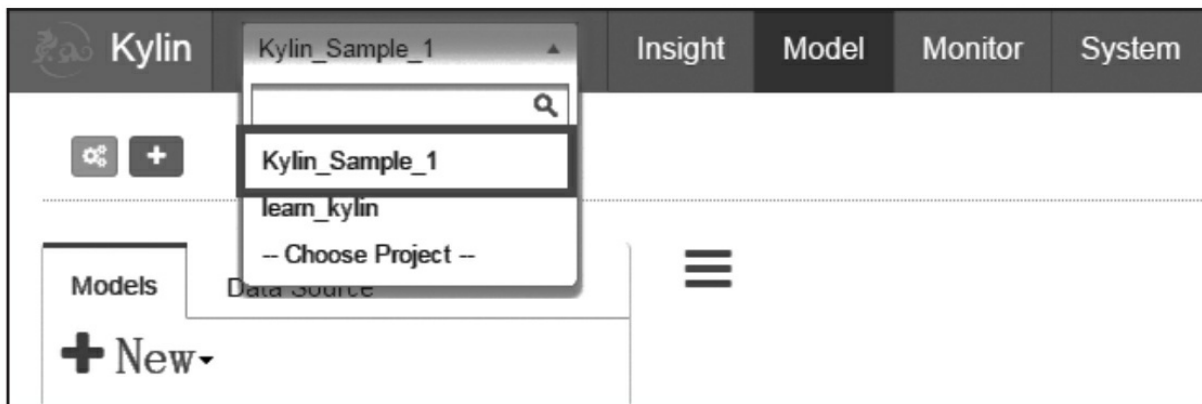 Kylin Kylin_Sample_1 Insight Model Monitor System
Kylin_Sample_1
learn_kylin
-- Choose Project --
Models Data Source
New